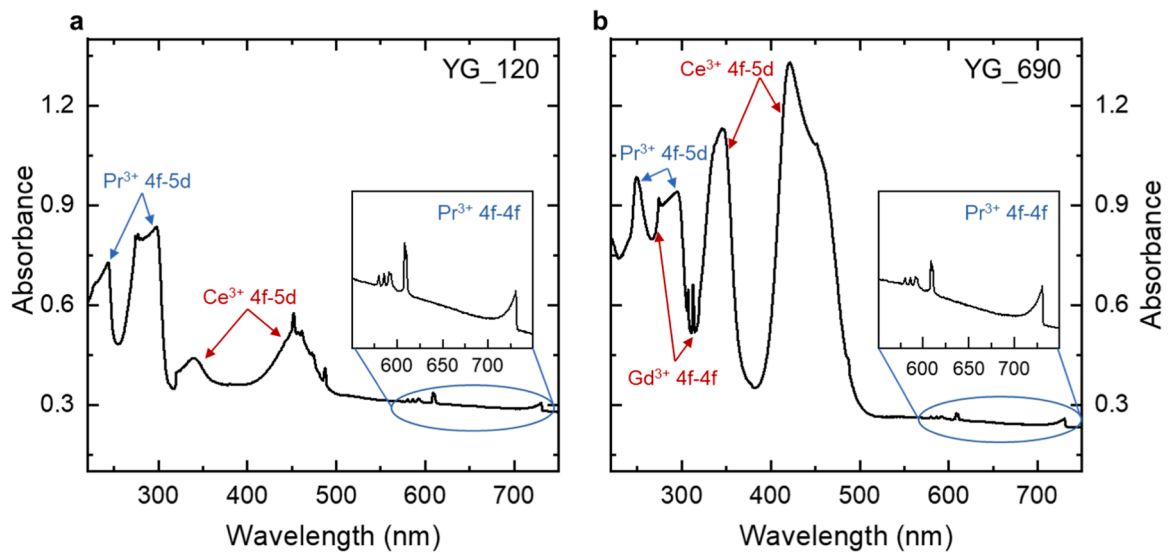 a
YG_120
Pr³⁺ 4f-5d
Ce³⁺ 4f-5d
Pr³⁺ 4f-4f
600 650 700
Absorbance
1.2
0.9
0.6
0.3
300 400 500 600 700
Wavelength (nm)
b
YG_690
Ce³⁺ 4f-5d
Pr³⁺ 4f-5d
Gd³⁺ 4f-4f
Pr³⁺ 4f-4f
600 650 700
1.2
0.9
0.6
0.3
Absorbance
300 400 500 600 700
Wavelength (nm)